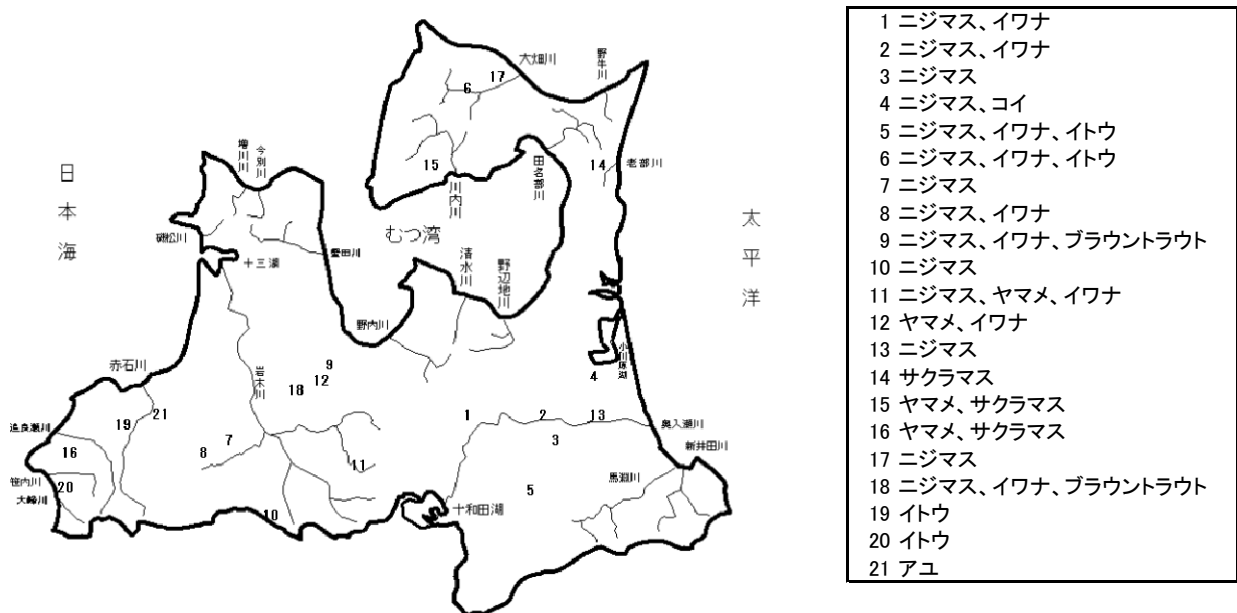 大畑川
野牛川
17
6
増川川
今別川
15
14
老部川
日本海
川内川
田名部川
太平洋
磯松川
むつ湾
清水川
野辺地川
蟹田川
十三湖
野内川
小川原湖
赤石川
岩木川
9
12
18
4
追良瀬川
19
21
1
2
13
奥入瀬川
16
7
8
3
新井田川
11
馬淵川
笹内川
20
大峰川
5
10
十和田湖
1 ニジマス、イワナ
2 ニジマス、イワナ
3 ニジマス
4 ニジマス、コイ
5 ニジマス、イワナ、イトウ
6 ニジマス、イワナ、イトウ
7 ニジマス
8 ニジマス、イワナ
9 ニジマス、イワナ、ブラウントラウト
10 ニジマス
11 ニジマス、ヤマメ、イワナ
12 ヤマメ、イワナ
13 ニジマス
14 サクラマス
15 ヤマメ、サクラマス
16 ヤマメ、サクラマス
17 ニジマス
18 ニジマス、イワナ、ブラウントラウト
19 イトウ
20 イトウ
21 アユ